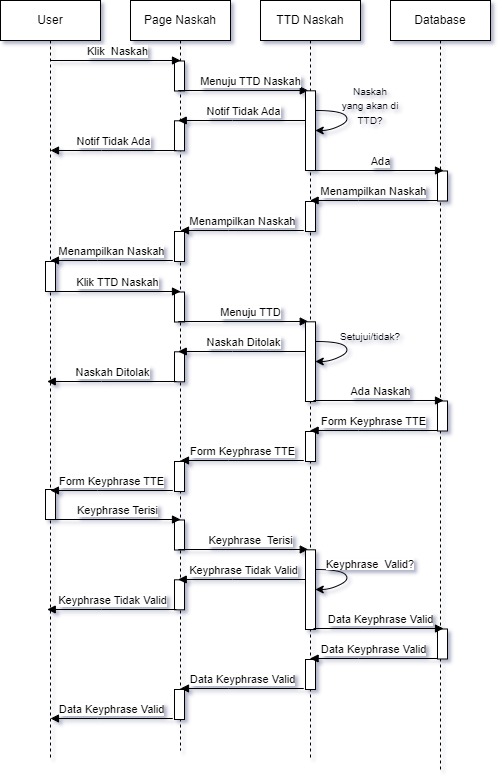 User
Page Naskah
TTD Naskah
Database
Klik Naskah
Menuju TTD Naskah
Naskah
yang akan di
TTD?
Notif Tidak Ada
Notif Tidak Ada
Ada
Menampilkan Naskah
Menampilkan Naskah
Menampilkan Naskah
Klik TTD Naskah
Menuju TTD
Setujui/tidak?
Naskah Ditolak
Naskah Ditolak
Ada Naskah
Form Keyphrase TTE
Form Keyphrase TTE
Form Keyphrase TTE
Keyphrase Terisi
Keyphrase Terisi
Keyphrase Valid?
Keyphrase Tidak Valid
Keyphrase Tidak Valid
Data Keyphrase Valid
Data Keyphrase Valid
Data Keyphrase Valid
Data Keyphrase Valid